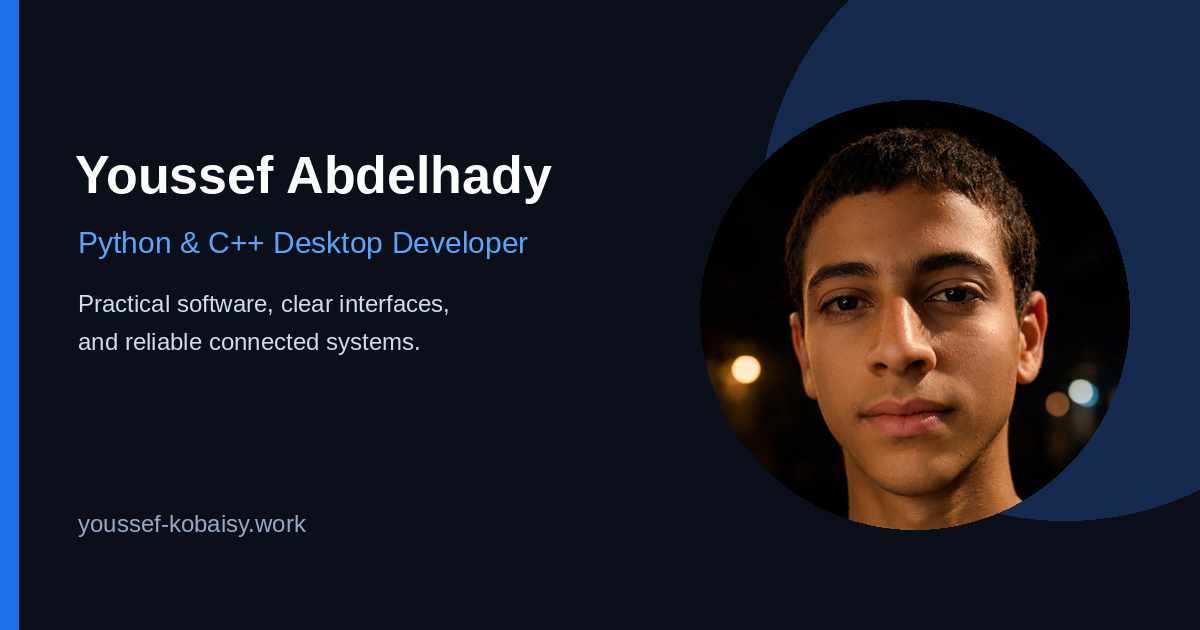 Youssef Abdelhady
Python & C++ Desktop Developer
Practical software, clear interfaces,
and reliable connected systems.
youssef-kobaisy.work